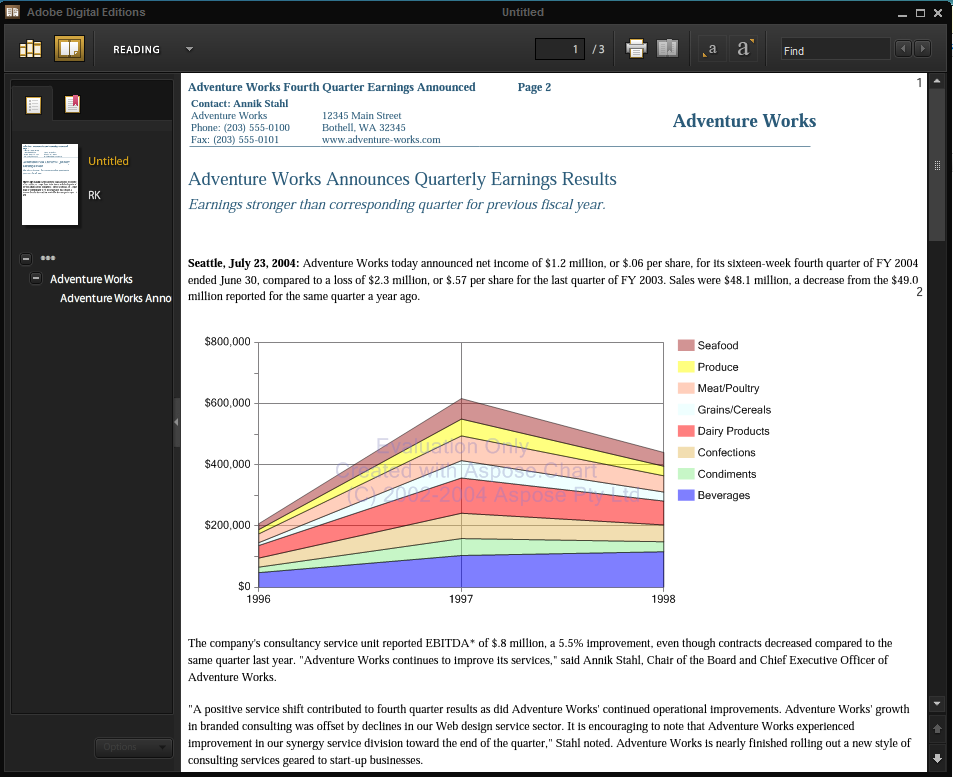 Adobe Digital Editions
Untitled
READING
1 / 3
a
a
Find
Untitled
RK
•••
Adventure Works
Adventure Works Anno
Options
Adventure Works Fourth Quarter Earnings Announced Page 2
1
Contact: Annik Stahl
Adventure Works 12345 Main Street
Phone: (203) 555-0100 Bothell, WA 32345
Fax: (203) 555-0101 www.adventure-works.com
Adventure Works
Adventure Works Announces Quarterly Earnings Results
Earnings stronger than corresponding quarter for previous fiscal year.
Seattle, July 23, 2004: Adventure Works today announced net income of $1.2 million, or $.06 per share, for its sixteen-week fourth quarter of FY 2004
ended June 30, compared to a loss of $2.3 million, or $.57 per share for the last quarter of FY 2003. Sales were $48.1 million, a decrease from the $49.0
2
million reported for the same quarter a year ago.
$800,000
$600,000
$400,000
$200,000
$0
1996 1997 1998
Evaluation Only
Created with Aspose.Chart
(C) 2002-2004 Aspose Pty Ltd
Seafood
Produce
Meat/Poultry
Grains/Cereals
Dairy Products
Confections
Condiments
Beverages
The company's consultancy service unit reported EBITDA* of $.8 million, a 5.5% improvement, even though contracts decreased compared to the
same quarter last year. "Adventure Works continues to improve its services," said Annik Stahl, Chair of the Board and Chief Executive Officer of
Adventure Works.
"A positive service shift contributed to fourth quarter results as did Adventure Works' continued operational improvements. Adventure Works' growth
in branded consulting was offset by declines in our Web design service sector. It is encouraging to note that Adventure Works experienced
improvement in our synergy service division toward the end of the quarter," Stahl noted. Adventure Works is nearly finished rolling out a new style of
consulting services geared to start-up businesses.